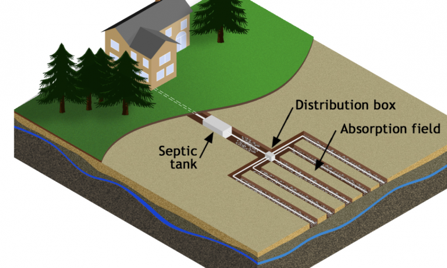 Distribution box
Absorption field
Septic
tank